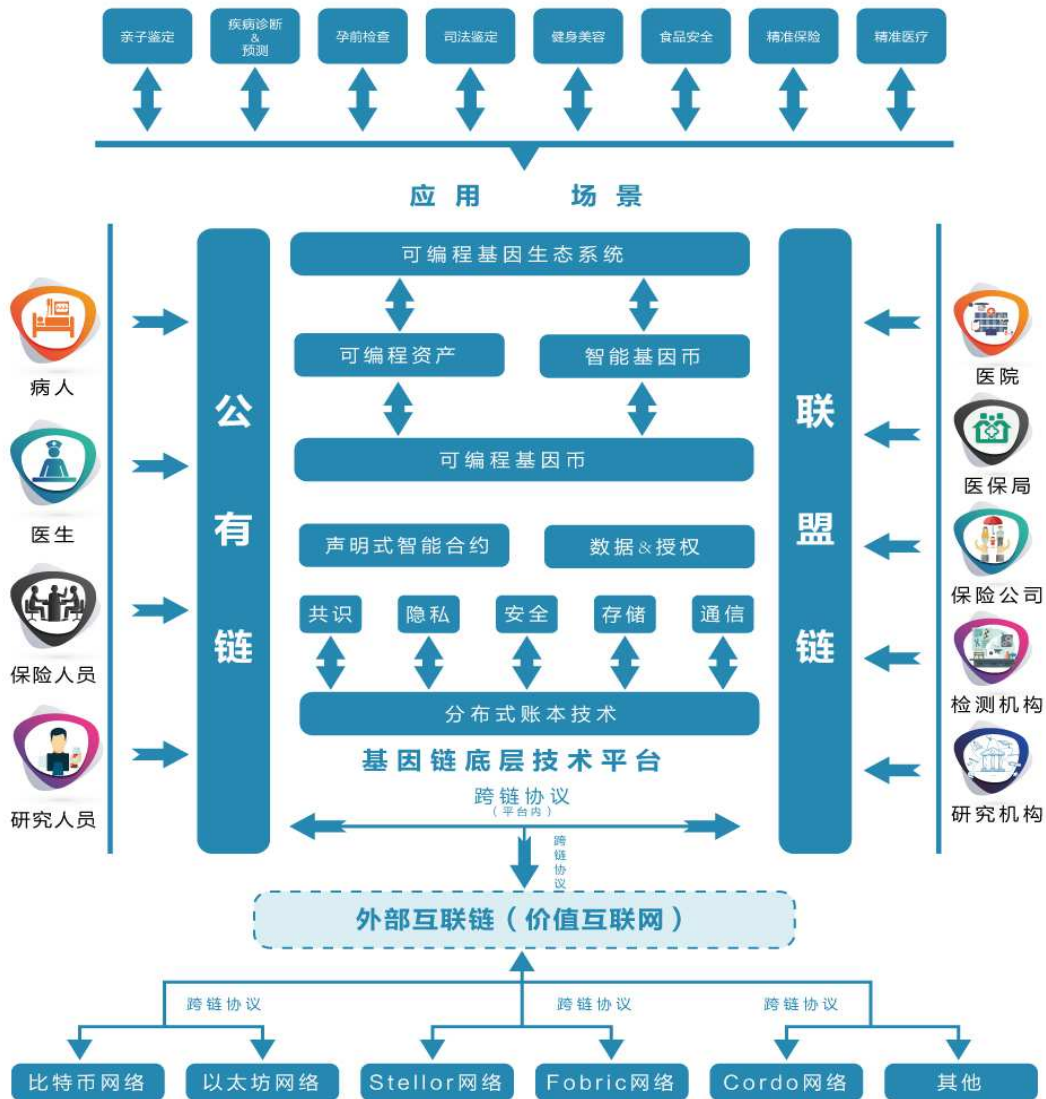 亲子鉴定
疾病诊断
&
预测
孕前检查
司法鉴定
健身美容
食品安全
精准保险
精准医疗
应用 场景
可编程基因生态系统
可编程资产
智能基因币
可编程基因币
声明式智能合约
数据&授权
共识
隐私
安全
存储
通信
分布式账本技术
基因链底层技术平台
公有链
联盟链
病人
医生
保险人员
研究人员
医院
医保局
保险公司
检测机构
研究机构
跨链协议
(平台内)
跨链协议
外部互联链(价值互联网)
跨链协议
跨链协议
跨链协议
比特币网络
以太坊网络
Stellor网络
Fobric网络
Cordo网络
其他